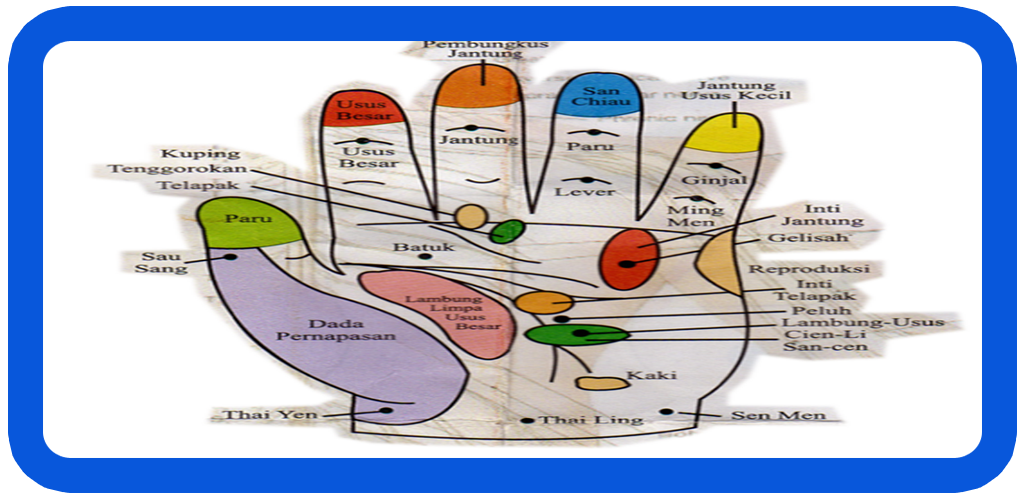 Pembungkus
Jantung
Usus
Besar
San
Chiau
Jantung
Usus Kecil
Usus
Besar
Jantung
Paru
Lever
Ginjal
Ming
Men
Kuping
Tenggorokan
Telapak
Paru
Sau
Sang
Batuk
Inti
Jantung
Gelisah
Reproduksi
Inti
Telapak
Peluh
Lambung-Usus
Cien-Li
San-cen
Lambung
Limpa
Usus
Besar
Dada
Pernapasan
Kaki
Thai Yen
Thai Ling
Sen Men